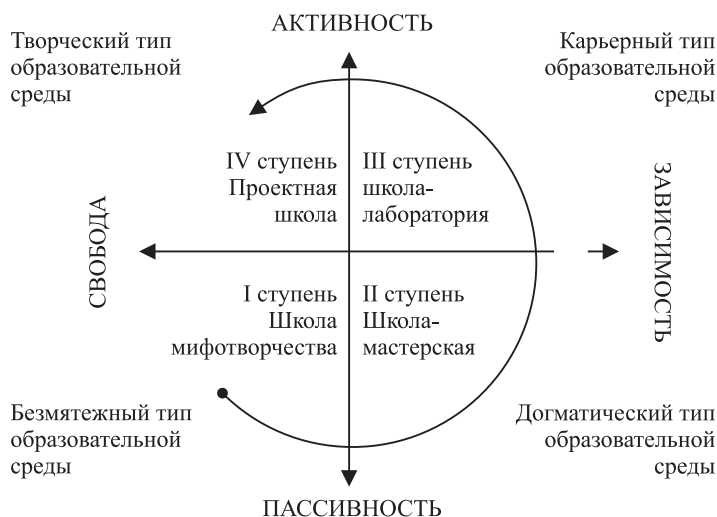 АКТИВНОСТЬ
Творческий тип
образовательной
среды
Карьерный тип
образовательной
среды
IV ступень
Проектная
школа
III ступень
школа-
лаборатория
СВОБОДА
ЗАВИСИМОСТЬ
I ступень
Школа
мифотворчества
II ступень
Школа-
мастерская
Безмятежный тип
образовательной
среды
Догматический тип
образовательной
среды
ПАССИВНОСТЬ